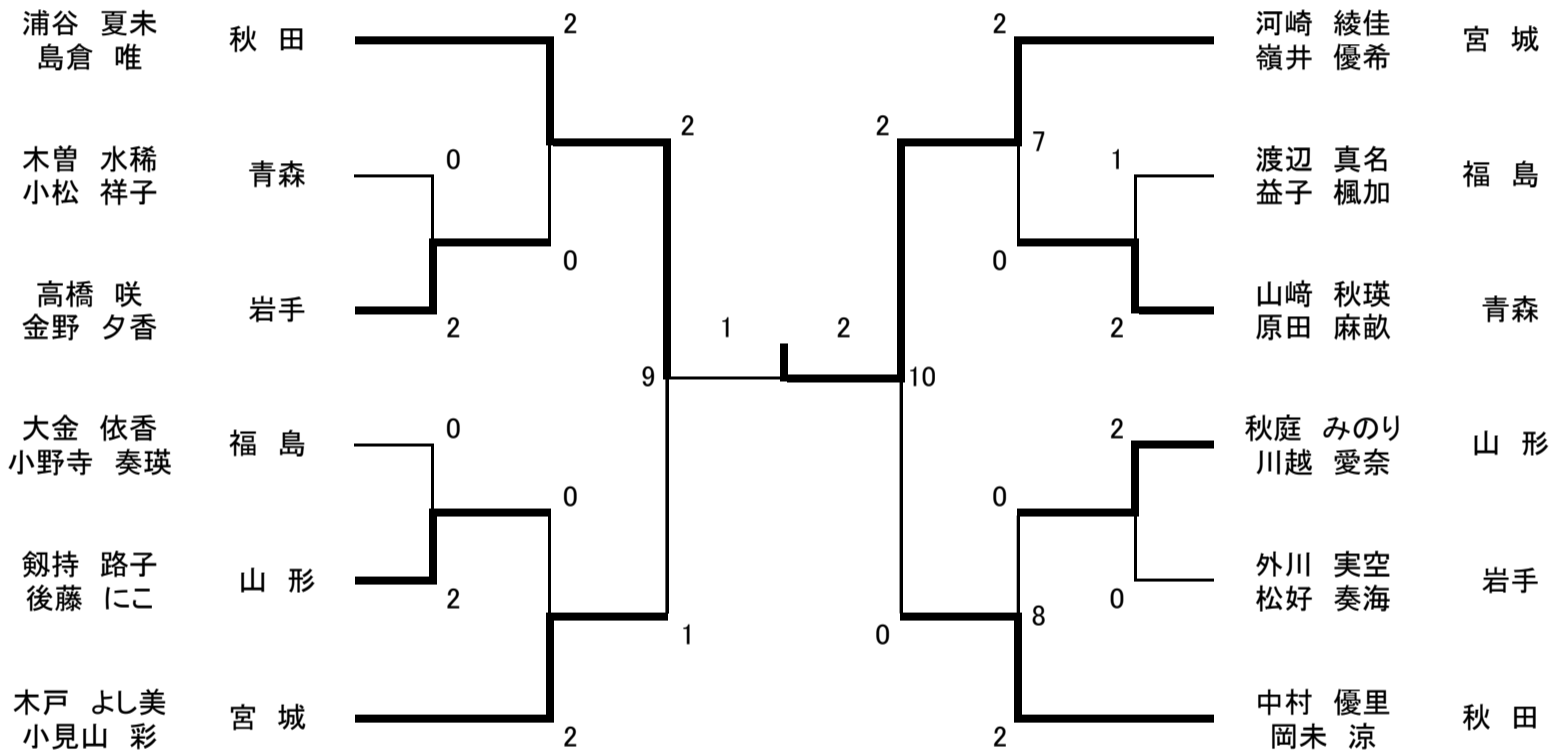 浦谷 夏未
島倉 唯
秋 田
木曽 水稀
小松 祥子
青森
高橋 咲
金野 夕香
岩手
大金 依香
小野寺 奏瑛
福 島
剱持 路子
後藤 にこ
山 形
木戸 よし美
小見山 彩
宮 城
2
0
2
0
2
0
0
2
2
1
9
1
2
10
2
0
2
7
0
1
2
2
0
0
8
2
河崎 綾佳
嶺井 優希
宮 城
渡辺 真名
益子 楓加
福 島
山﨑 秋瑛
原田 麻畝
青森
秋庭 みのり
川越 愛奈
山 形
外川 実空
松好 奏海
岩手
中村 優里
岡未 涼
秋 田